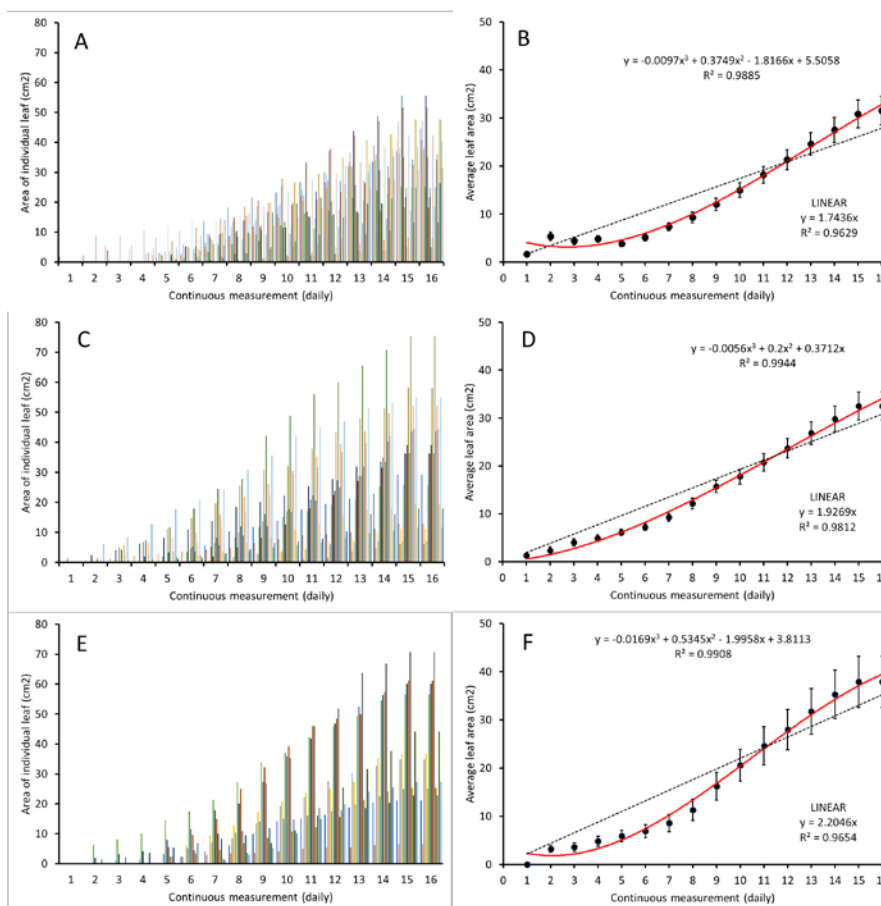 A
Area of individual leaf (cm2)
80
70
60
50
40
30
20
10
0
1 2 3 4 5 6 7 8 9 10 11 12 13 14 15 16
Continuous measurement (daily)
B
Average leaf area (cm2)
50
40
30
20
10
0
y = -0.0097x³ + 0.3749x² - 1.8166x + 5.5058
R² = 0.9885
LINEAR
y = 1.7436x
R² = 0.9629
0 1 2 3 4 5 6 7 8 9 10 11 12 13 14 15
Continuous measurement (daily)
C
Area of individual leaf (cm2)
80
70
60
50
40
30
20
10
0
1 2 3 4 5 6 7 8 9 10 11 12 13 14 15 16
Continuous measurement (daily)
D
Average leaf area (cm2)
50
40
30
20
10
0
y = -0.0056x³ + 0.2x² + 0.3712x
R² = 0.9944
LINEAR
y = 1.9269x
R² = 0.9812
0 1 2 3 4 5 6 7 8 9 10 11 12 13 14 15
Continuous measurement (daily)
E
Area of individual leaf (cm2)
80
70
60
50
40
30
20
10
0
1 2 3 4 5 6 7 8 9 10 11 12 13 14 15 16
Continuous measurement (daily)
F
Average leaf area (cm2)
50
40
30
20
10
0
y = -0.0169x³ + 0.5345x² - 1.9958x + 3.8113
R² = 0.9908
LINEAR
y = 2.2046x
R² = 0.9654
0 1 2 3 4 5 6 7 8 9 10 11 12 13 14 15
Continuous measurement (daily)